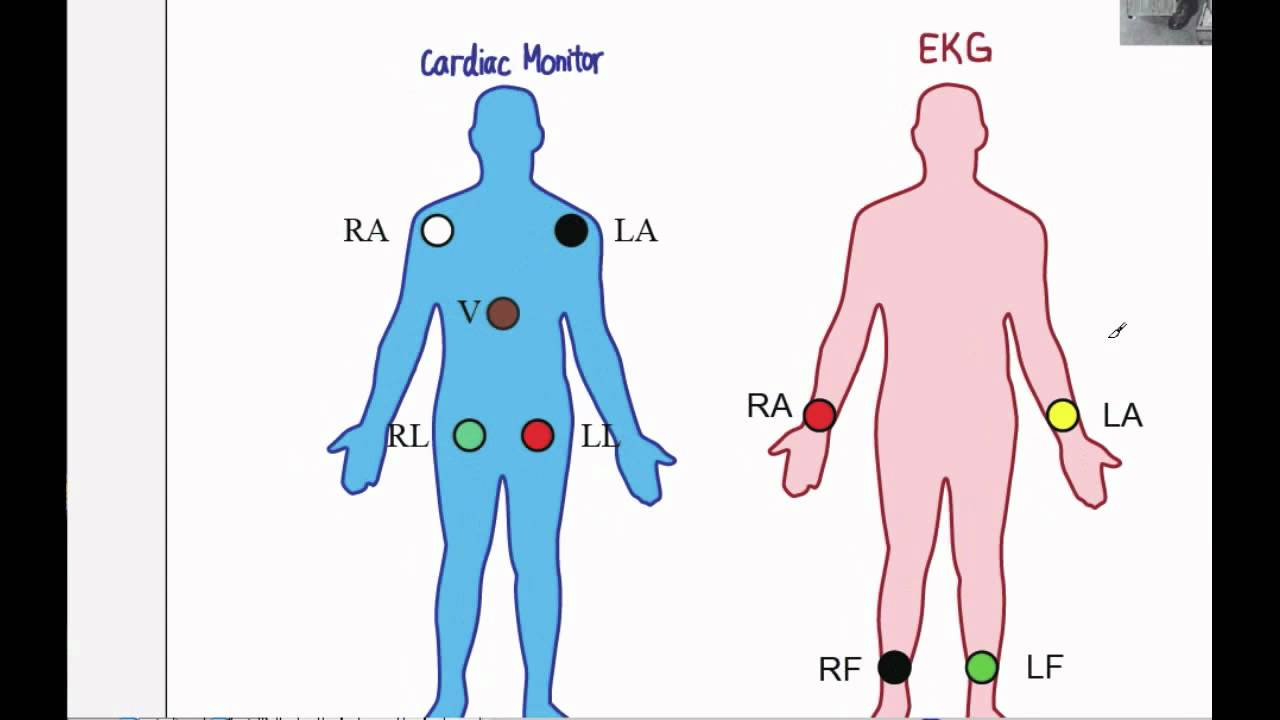 Cardiac Monitor
EKG
RA
LA
V
RL
LL
RA
LA
RF
LF